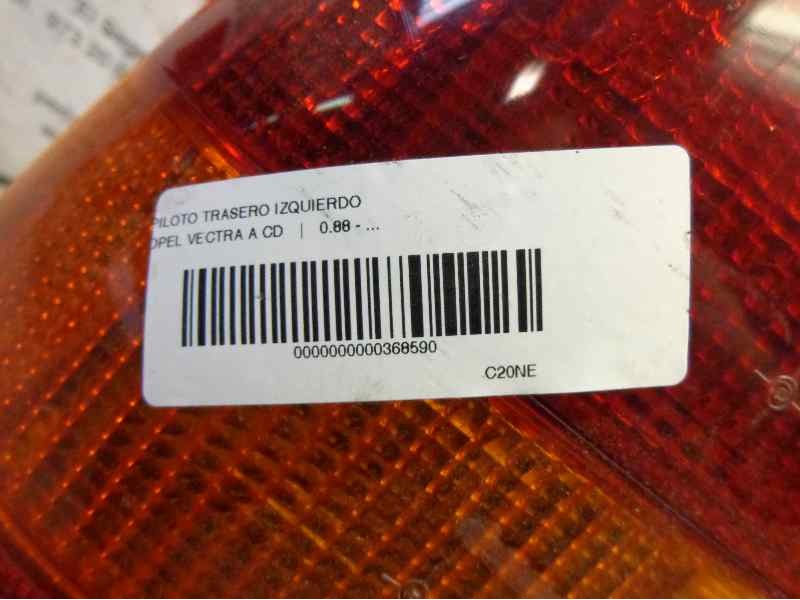 PILOTO TRASERO IZQUIERDO
OPEL VECTRA A CD | 0.88 - ...
0000000000368590
C20NE